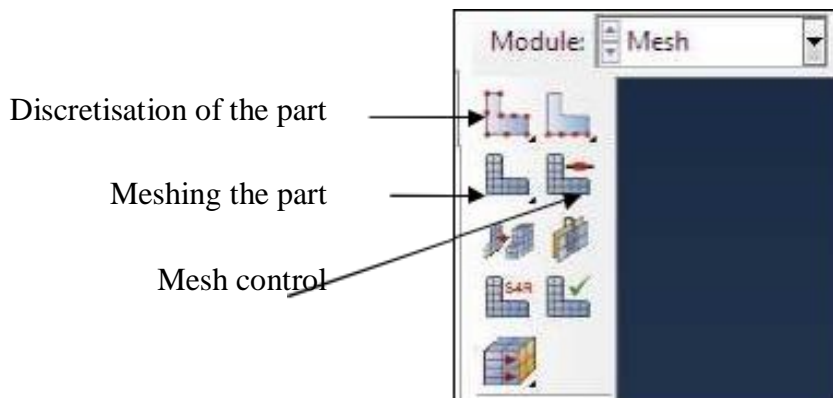 Module: Mesh
Discretisation of the part
Meshing the part
Mesh control
S4R